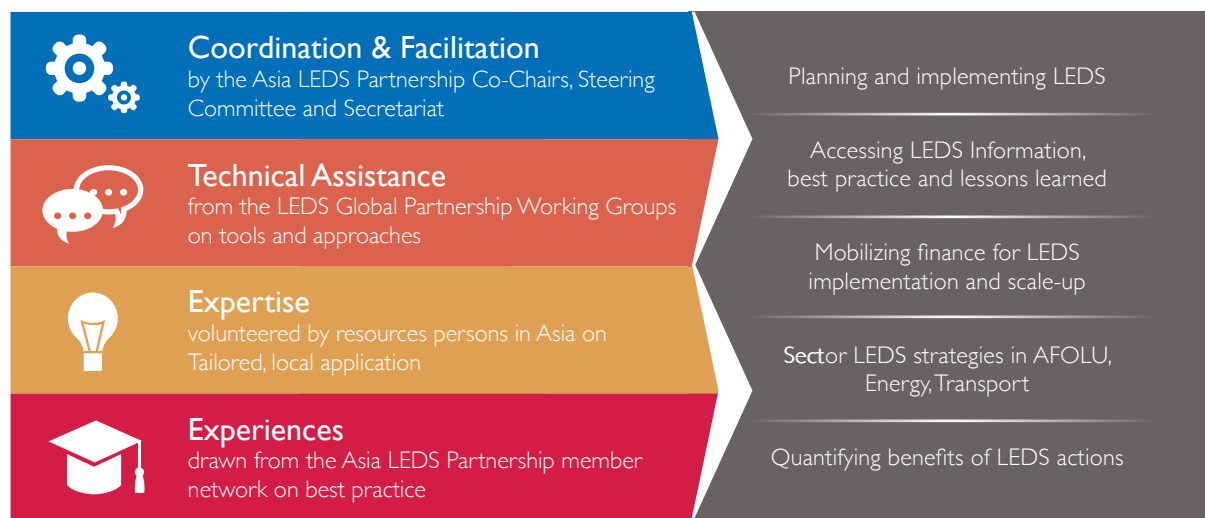 Coordination & Facilitation
by the Asia LEDS Partnership Co-Chairs, Steering
Committee and Secretariat
Technical Assistance
from the LEDS Global Partnership Working Groups
on tools and approaches
Expertise
volunteered by resources persons in Asia on
Tailored, local application
Experiences
drawn from the Asia LEDS Partnership member
network on best practice
Planning and implementing LEDS
Accessing LEDS Information,
best practice and lessons learned
Mobilizing finance for LEDS
implementation and scale-up
Sector LEDS strategies in AFOLU,
Energy, Transport
Quantifying benefits of LEDS actions